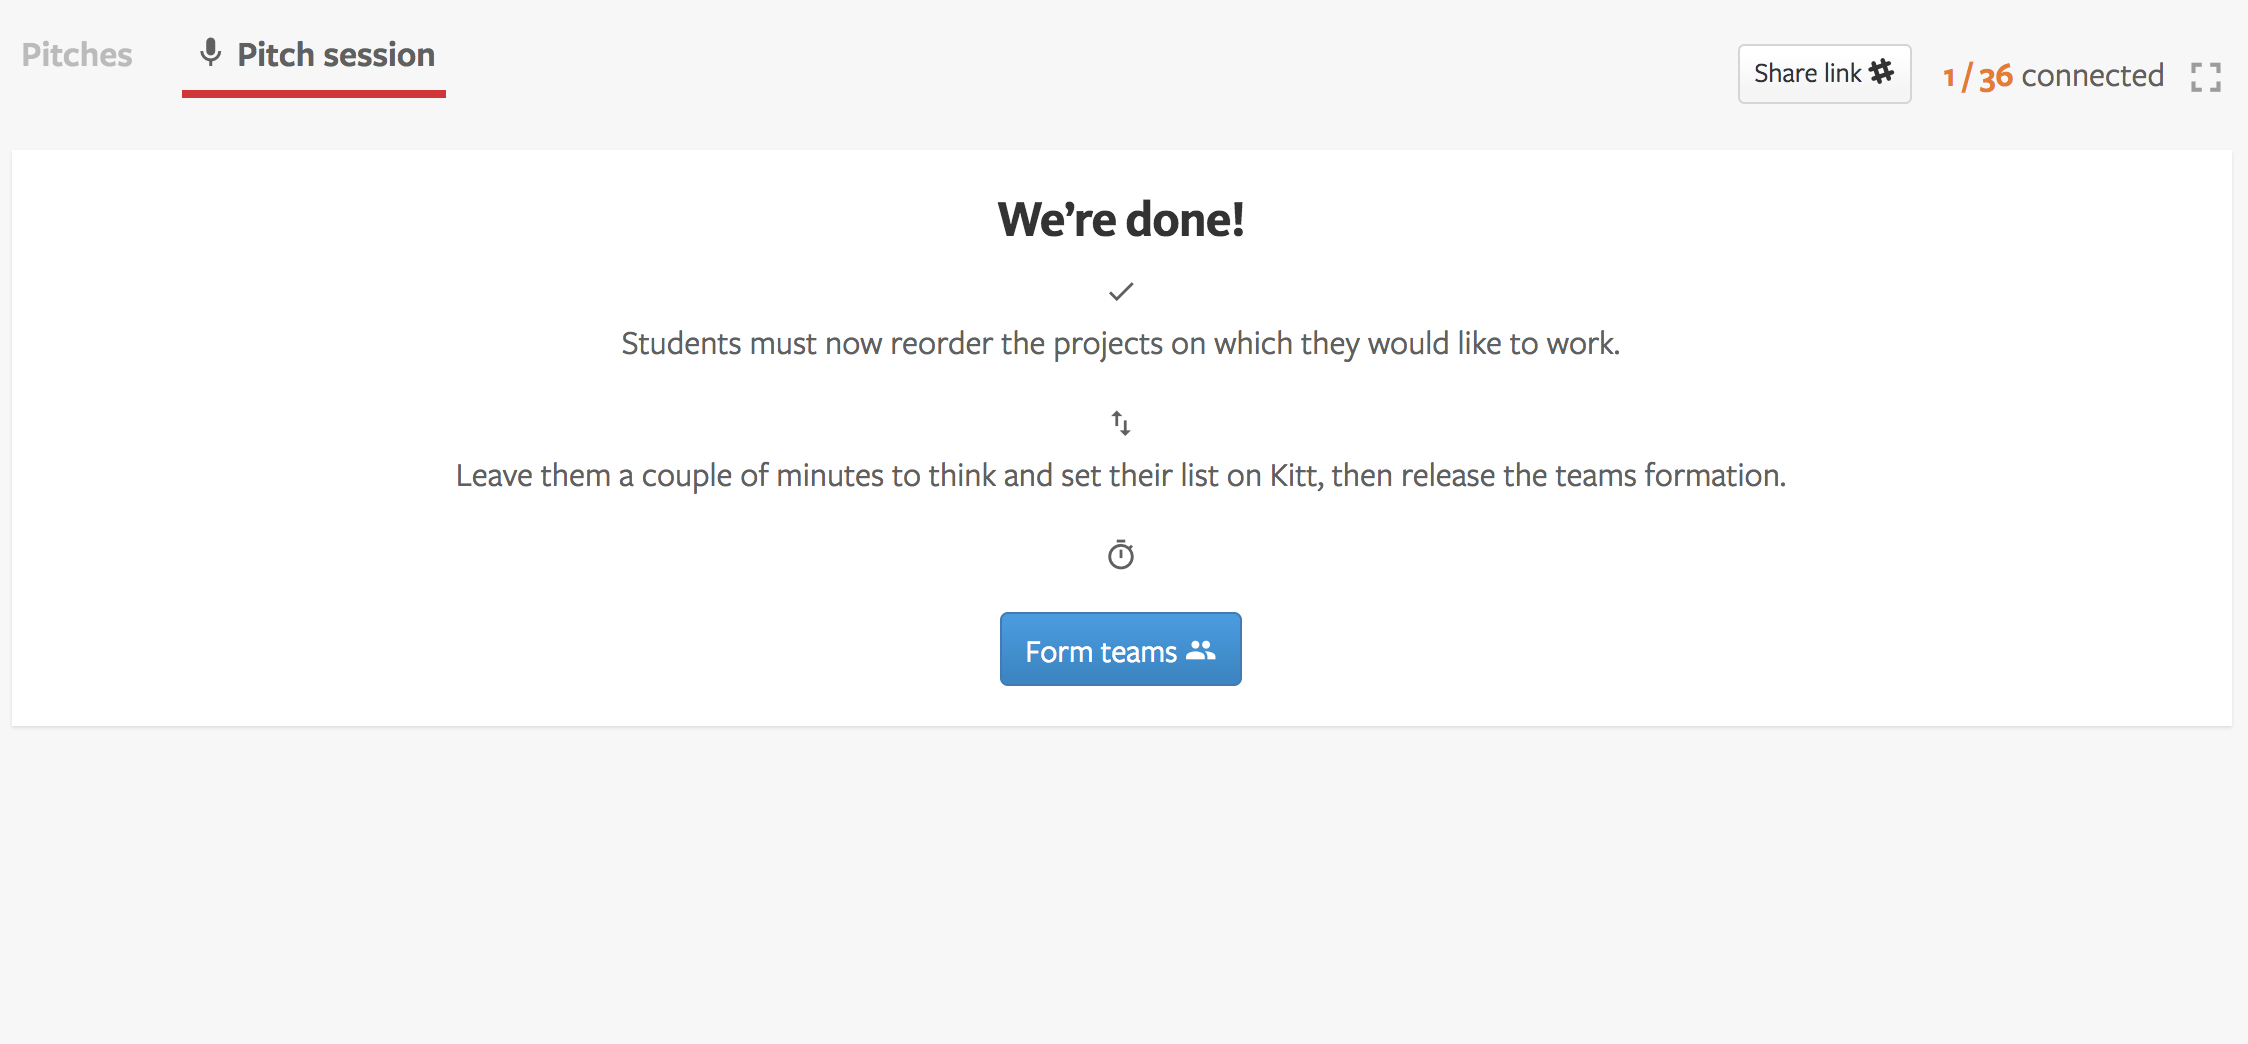 Pitches
Pitch session
Share link
1 / 36 connected
We’re done!
Students must now reorder the projects on which they would like to work.
Leave them a couple of minutes to think and set their list on Kitt, then release the teams formation.
Form teams